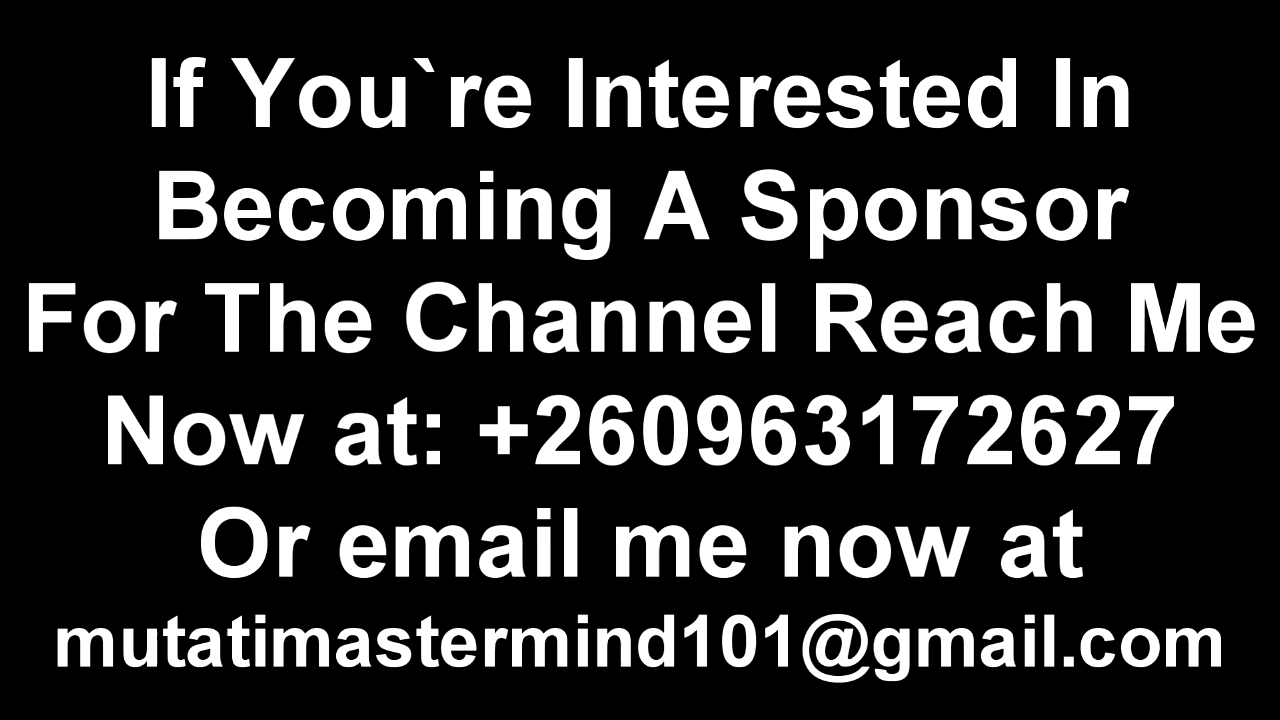 If You`re Interested In
Becoming A Sponsor
For The Channel Reach Me
Now at: +260963172627
Or email me now at
mutatimastermind101@gmail.com